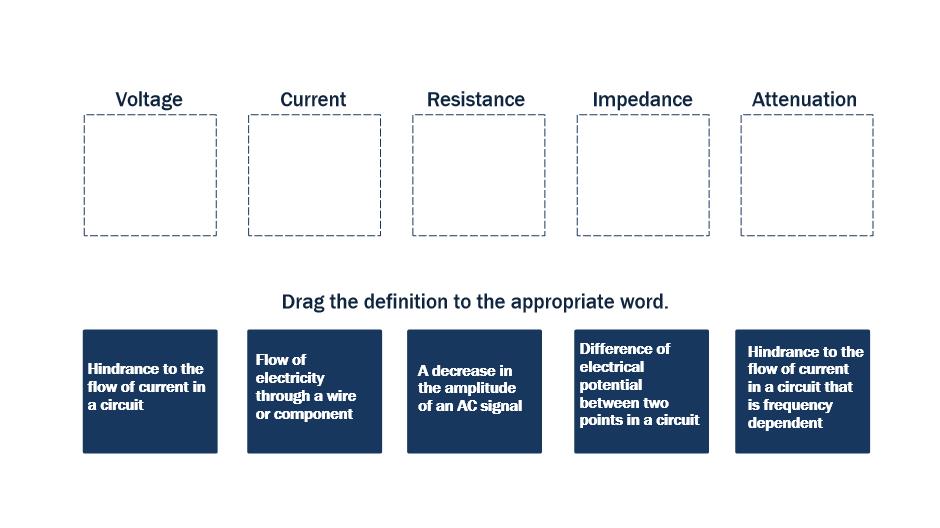 Voltage Current Resistance Impedance Attenuation
Drag the definition to the appropriate word.
Hindrance to the
flow of current in
a circuit
Flow of
electricity
through a wire
or component
A decrease in
the amplitude
of an AC signal
Difference of
electrical
potential
between two
points in a circuit
Hindrance to the
flow of current
in a circuit that
is frequency
dependent